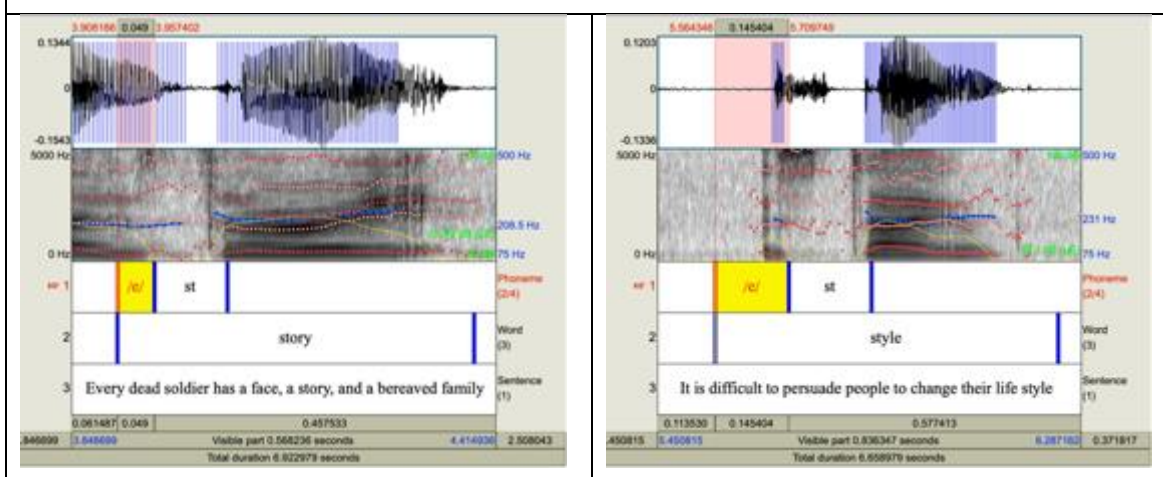 3.908186 0.049 3.957402
0.1344
0
-0.1543
5000 Hz
500 Hz
208.5 Hz
0 Hz
75 Hz
1
/e/
st
Phoneme
(2/4)
2
story
Word
(3)
3
Every dead soldier has a face, a story, and a bereaved family
Sentence
(1)
0.061487 0.049 0.457533
Visible part 0.568236 seconds
4.414936 2.508043
Total duration 6.922979 seconds
5.564346 0.145404 5.709749
0.1203
0
-0.1336
5000 Hz
500 Hz
231 Hz
0 Hz
75 Hz
1
/e/
st
Phoneme
(2/4)
2
style
Word
(3)
3
It is difficult to persuade people to change their life style
Sentence
(1)
0.113530 0.145404 0.577413
5.450815
Visible part 0.836347 seconds
6.287162 0.371817
Total duration 6.658979 seconds